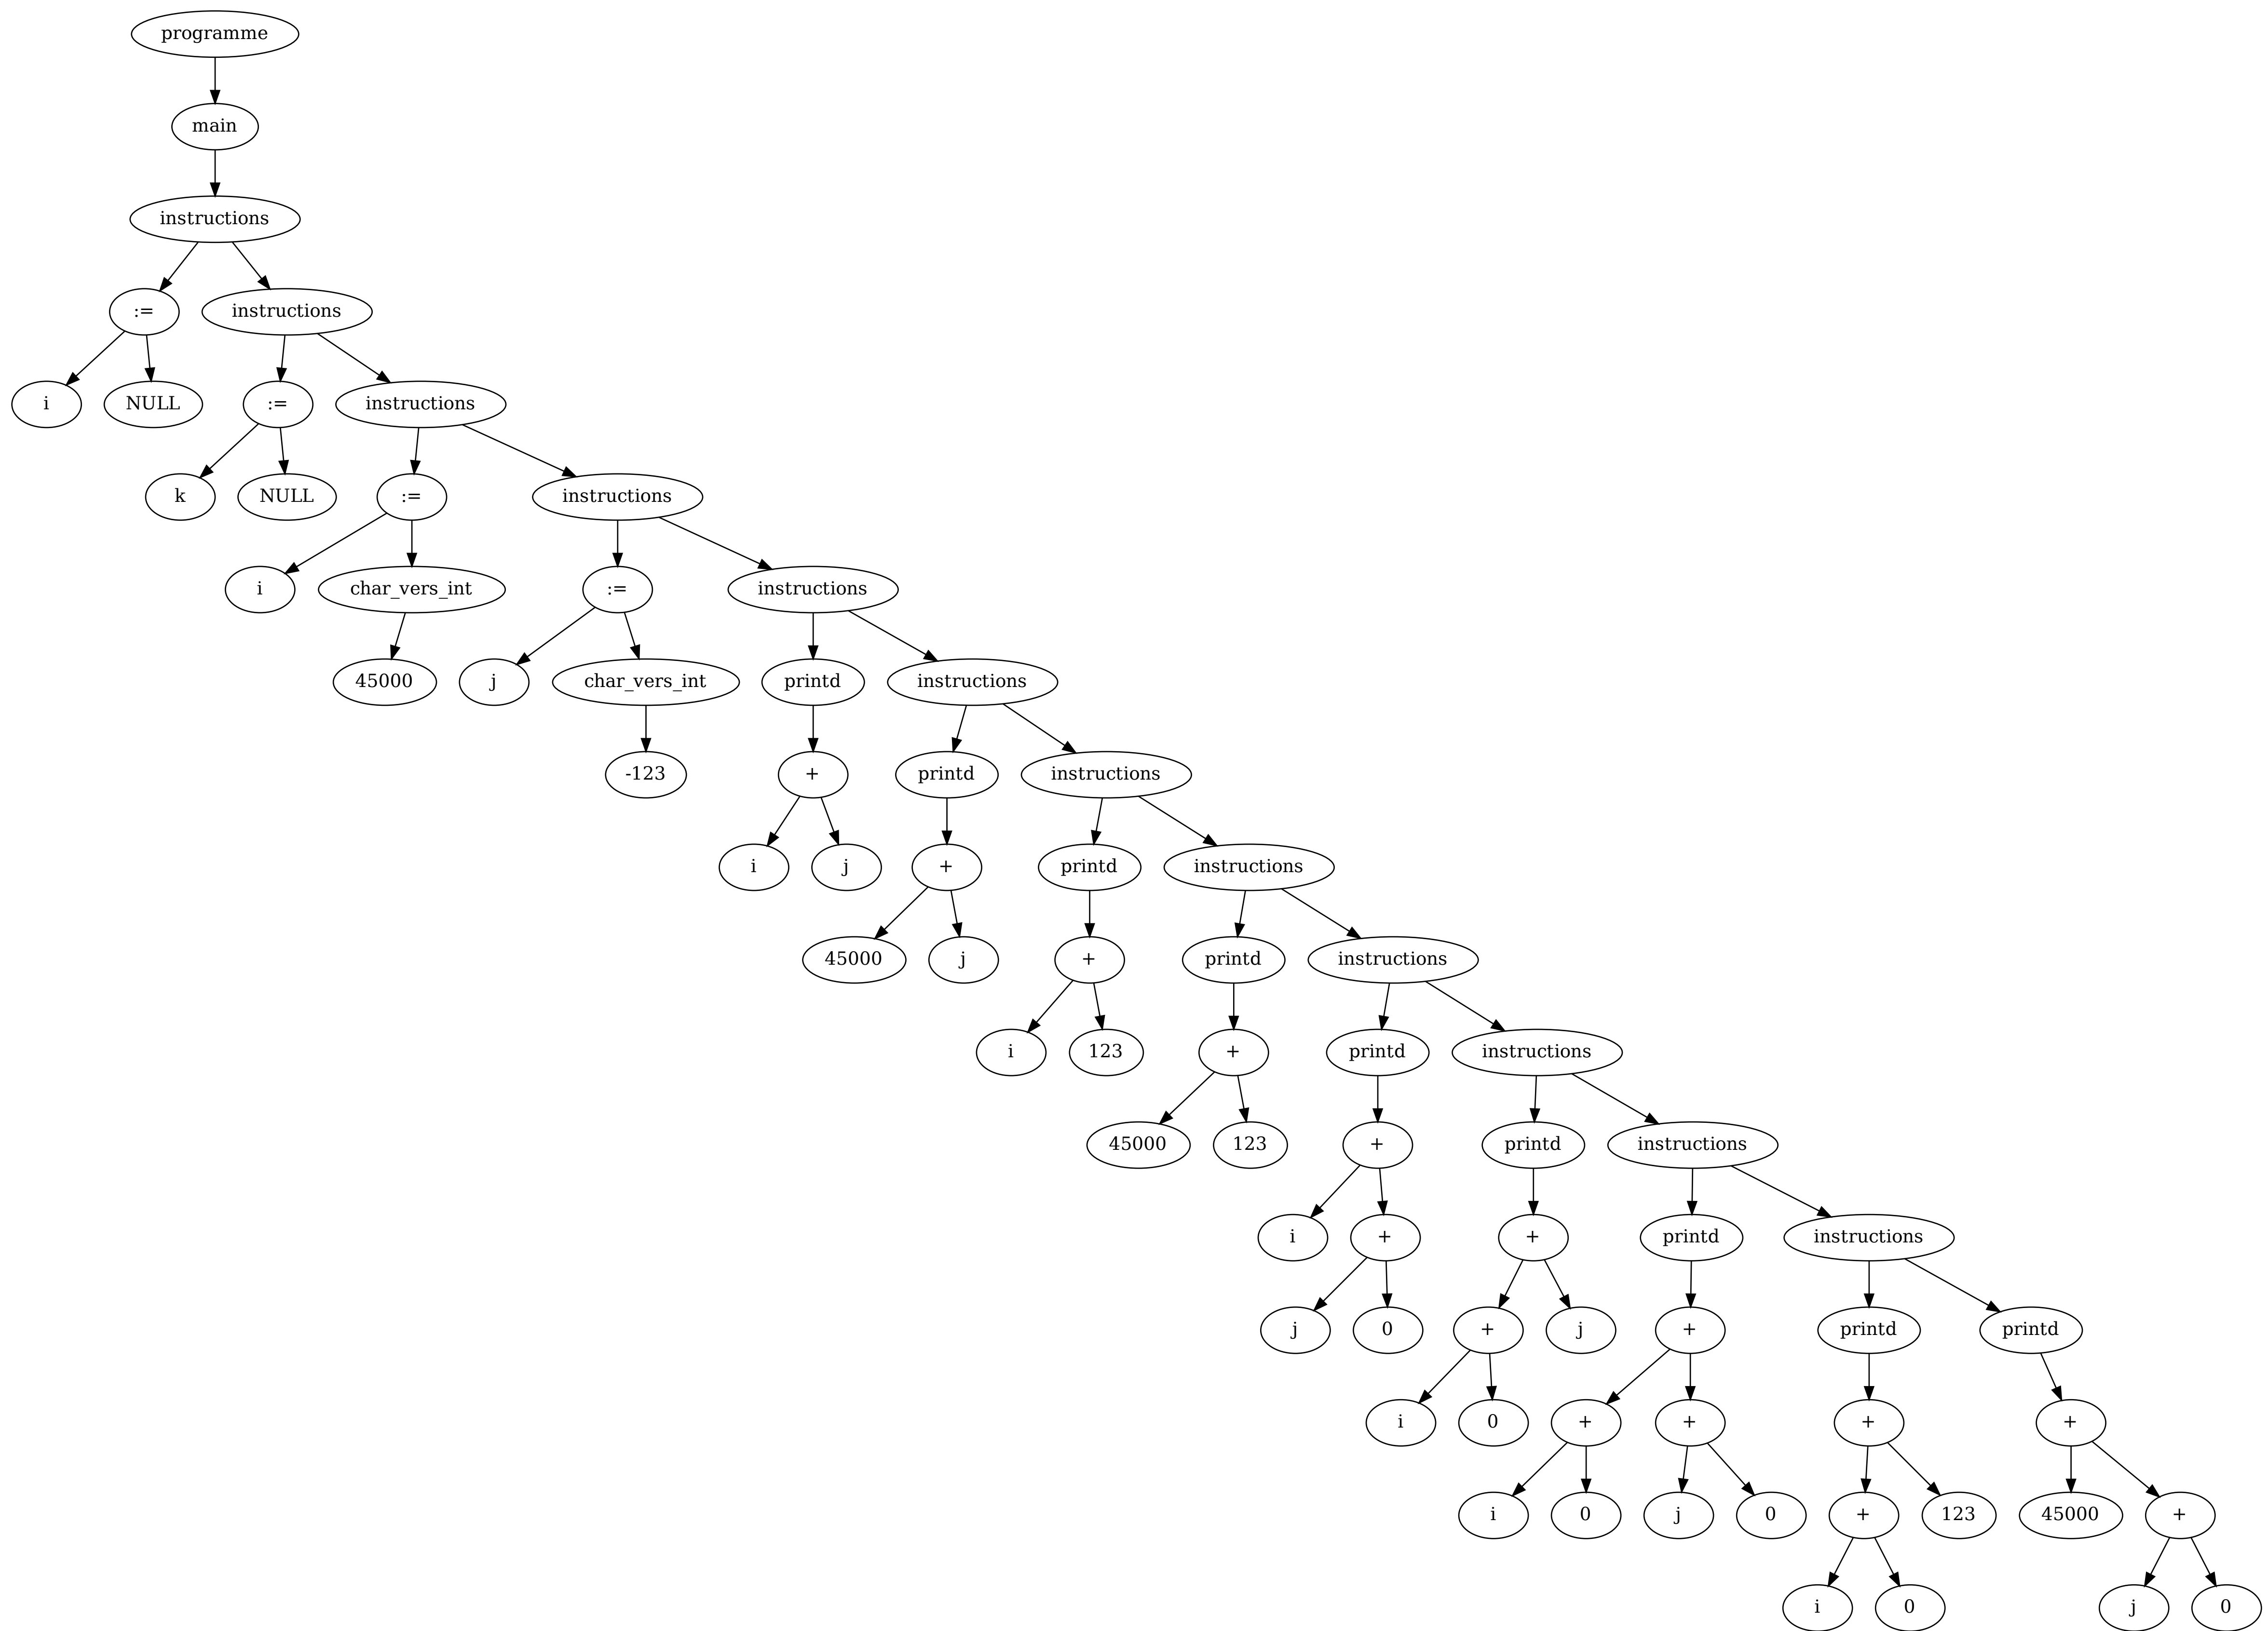 programme
main
instructions
:= instructions
i NULL := instructions
k NULL := instructions
i char_vers_int := instructions
45000 j char_vers_int printd instructions
-123 + printd instructions
i j + printd instructions
45000 j + printd instructions
i 123 + printd instructions
45000 123 + printd instructions
i + + printd instructions
j 0 + j + printd printd
i 0 + + + +
i 0 j 0 + 123 45000 +
i 0 j 0